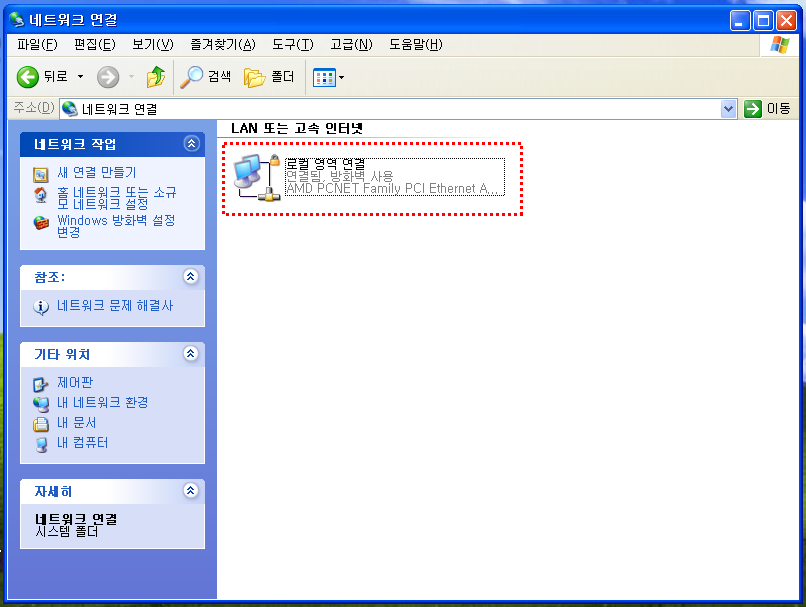 네트워크 연결
파일(F) 편집(E) 보기(V) 즐겨찾기(A) 도구(T) 고급(N) 도움말(H)
뒤로 검색 폴더
주소(D) 네트워크 연결 이동
네트워크 작업
새 연결 만들기
홈 네트워크 또는 소규
모 네트워크 설정
Windows 방화벽 설정
변경
참조:
네트워크 문제 해결사
기타 위치
제어판
내 네트워크 환경
내 문서
내 컴퓨터
자세히
네트워크 연결
시스템 폴더
LAN 또는 고속 인터넷
로컬 영역 연결
연결됨, 방화벽 사용
AMD PCNET Family PCI Ethernet A...